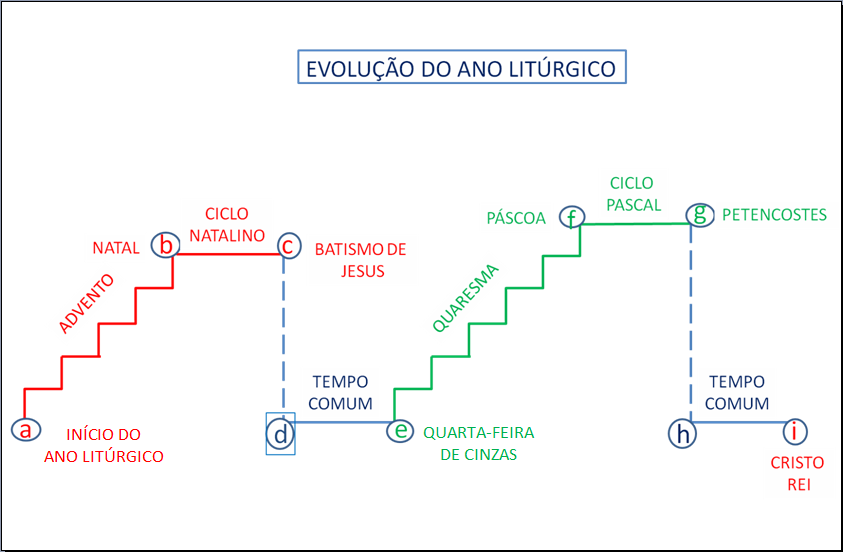 EVOLUÇÃO DO ANO LITÚRGICO
CICLO
NATALINO
NATAL
b
c
BATISMO DE
JESUS
ADVENTO
a
INÍCIO DO
ANO LITÚRGICO
TEMPO
COMUM
d
e
QUARTA-FEIRA
DE CINZAS
QUARESMA
PÁSCOA
f
CICLO
PASCAL
g
PETENCOSTES
TEMPO
COMUM
h
i
CRISTO
REI